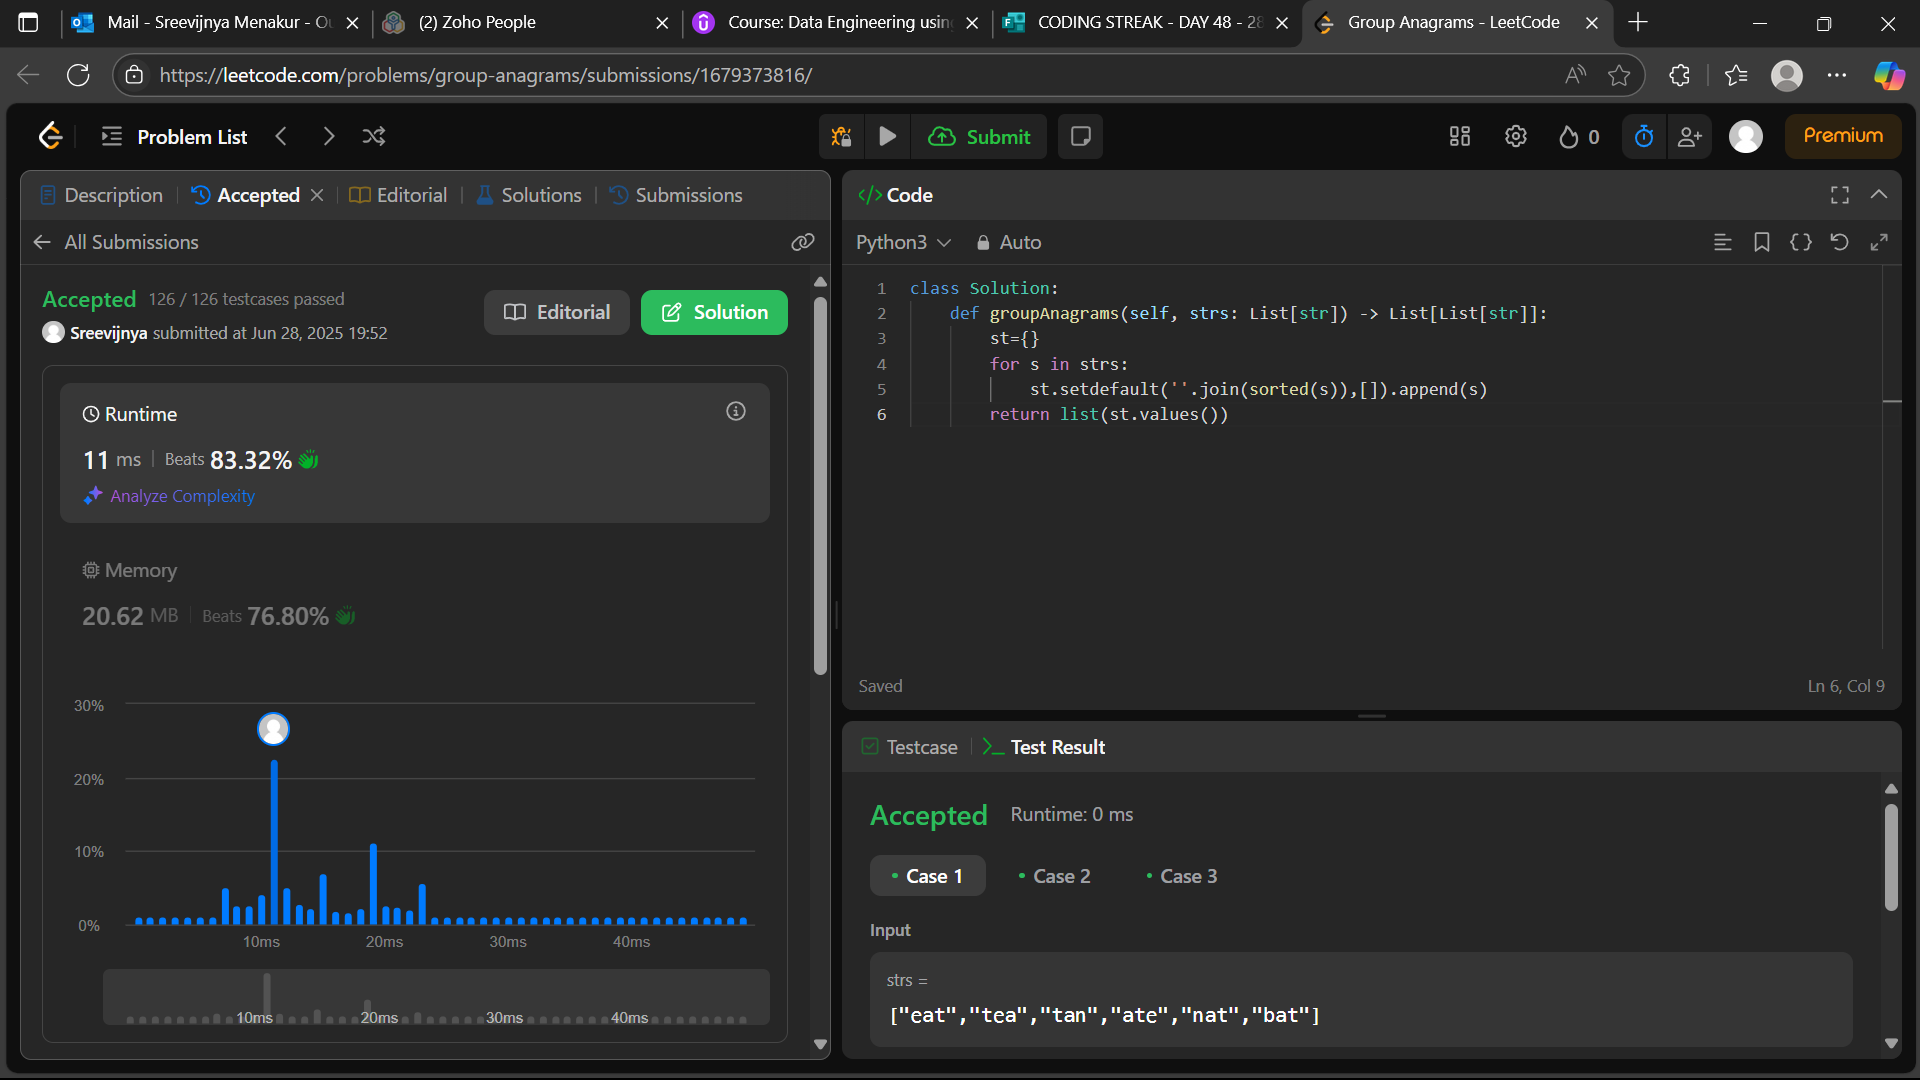 Mail - Sreevijnya Menakur - Ou
(2) Zoho People
Course: Data Engineering using
CODING STREAK - DAY 48 - 28
Group Anagrams - LeetCode
https://leetcode.com/problems/group-anagrams/submissions/1679373816/
Problem List
Submit
0
Premium
Description
Accepted
Editorial
Solutions
Submissions
All Submissions
Accepted 126 / 126 testcases passed
Sreevijnya submitted at Jun 28, 2025 19:52
Editorial
Solution
Runtime
11 ms Beats 83.32%
Analyze Complexity
Memory
20.62 MB Beats 76.80%
30%
20%
10%
0%
10ms 20ms 30ms 40ms
10ms 20ms 30ms 40ms
</> Code
Python3 Auto
1 class Solution:
2 def groupAnagrams(self, strs: List[str]) -> List[List[str]]:
3 st={}
4 for s in strs:
5 st.setdefault(''.join(sorted(s)),[]).append(s)
6 return list(st.values())
Saved
Ln 6, Col 9
Testcase
Test Result
Accepted Runtime: 0 ms
Case 1 Case 2 Case 3
Input
strs =
["eat","tea","tan","ate","nat","bat"]